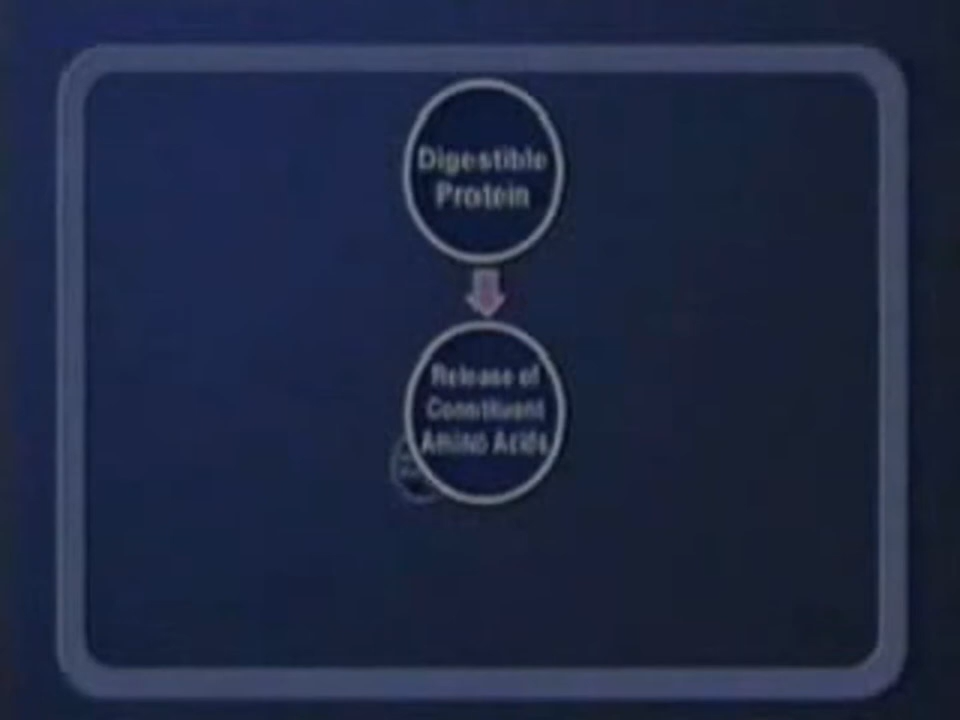 Digestible
Protein
Release of
Constituent
Amino Acids